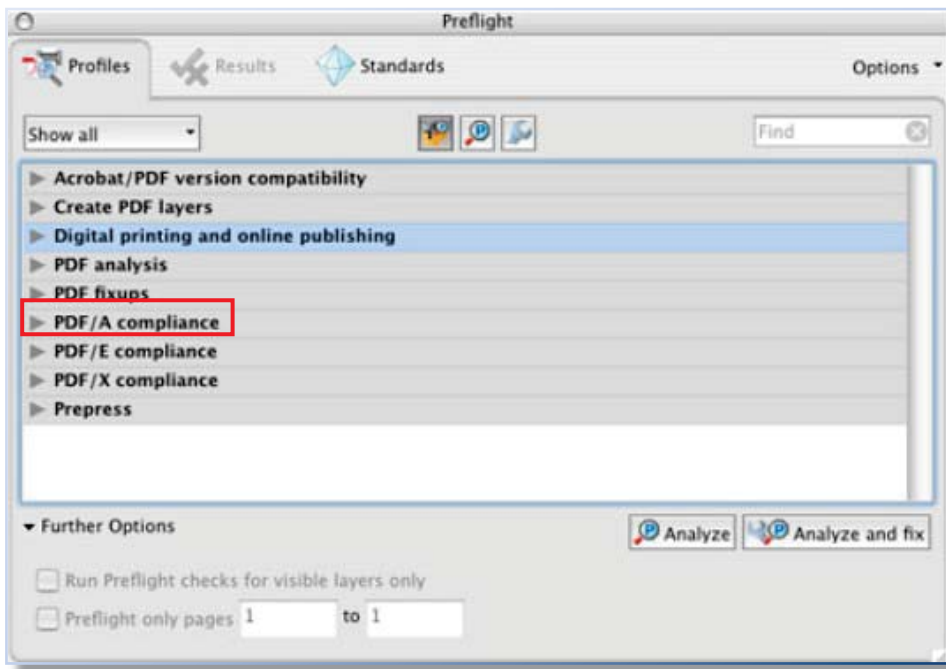 Preflight
Profiles Results Standards Options
Show all Find
Acrobat/PDF version compatibility
Create PDF layers
Digital printing and online publishing
PDF analysis
PDF fixups
PDF/A compliance
PDF/E compliance
PDF/X compliance
Prepress
Further Options Analyze Analyze and fix
Run Preflight checks for visible layers only
Preflight only pages 1 to 1